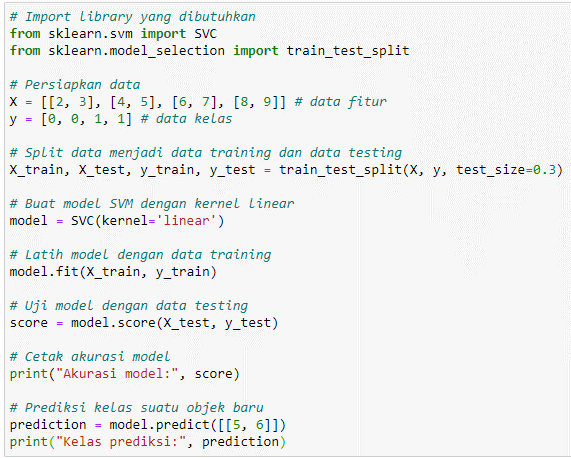 # Import library yang dibutuhkan
from sklearn.svm import SVC
from sklearn.model_selection import train_test_split
# Persiapkan data
X = [[2, 3], [4, 5], [6, 7], [8, 9]] # data fitur
y = [0, 0, 1, 1] # data kelas
# Split data menjadi data training dan data testing
X_train, X_test, y_train, y_test = train_test_split(X, y, test_size=0.3)
# Buat model SVM dengan kernel linear
model = SVC(kernel='linear')
# Latih model dengan data training
model.fit(X_train, y_train)
# Uji model dengan data testing
score = model.score(X_test, y_test)
# Cetak akurasi model
print("Akurasi model:", score)
# Prediksi kelas suatu objek baru
prediction = model.predict([[5, 6]])
print("Kelas prediksi:", prediction)